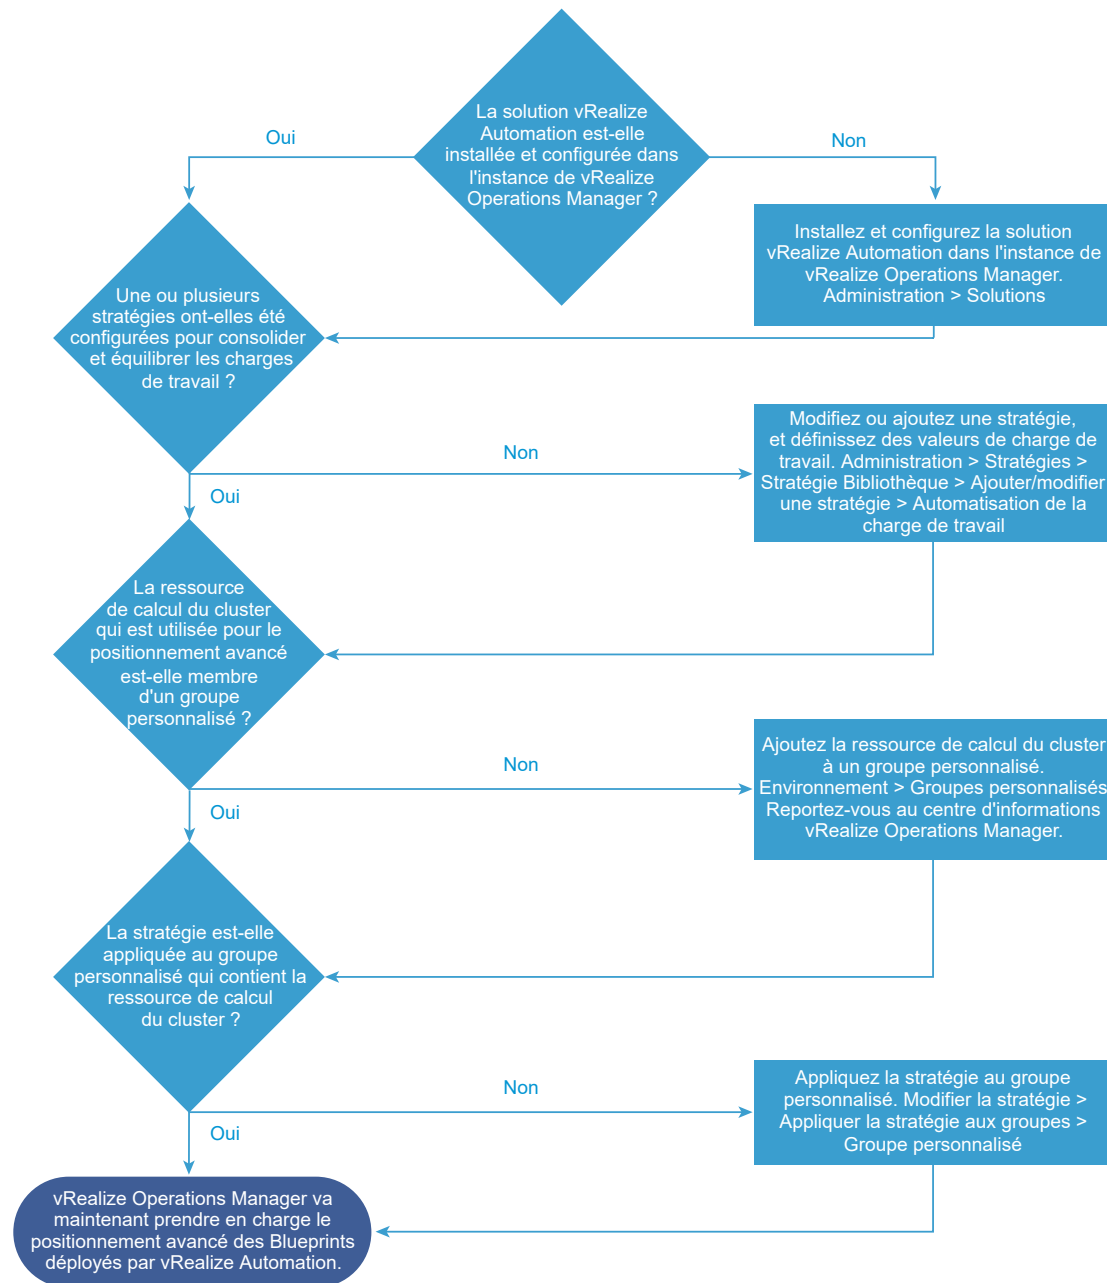 La solution vRealize
Automation est-elle
installée et configurée dans
l'instance de vRealize
Operations Manager ?
Oui
Non
Installez et configurez la solution
vRealize Automation dans l'instance de
vRealize Operations Manager.
Administration > Solutions
Une ou plusieurs
stratégies ont-elles été
configurées pour consolider
et équilibrer les charges
de travail ?
Non
Oui
Modifiez ou ajoutez une stratégie,
et définissez des valeurs de charge de
travail. Administration > Stratégies >
Stratégie Bibliothèque > Ajouter/modifier
une stratégie > Automatisation de la
charge de travail
La ressource
de calcul du cluster
qui est utilisée pour le
positionnement avancé
est-elle membre
d'un groupe
personnalisé ?
Non
Oui
Ajoutez la ressource de calcul du cluster
à un groupe personnalisé.
Environnement > Groupes personnalisés
Reportez-vous au centre d'informations
vRealize Operations Manager.
La stratégie est-elle
appliquée au groupe
personnalisé qui contient la
ressource de calcul
du cluster ?
Non
Oui
Appliquez la stratégie au groupe
personnalisé. Modifier la stratégie >
Appliquer la stratégie aux groupes >
Groupe personnalisé
vRealize Operations Manager va
maintenant prendre en charge le
positionnement avancé des Blueprints
déployés par vRealize Automation.